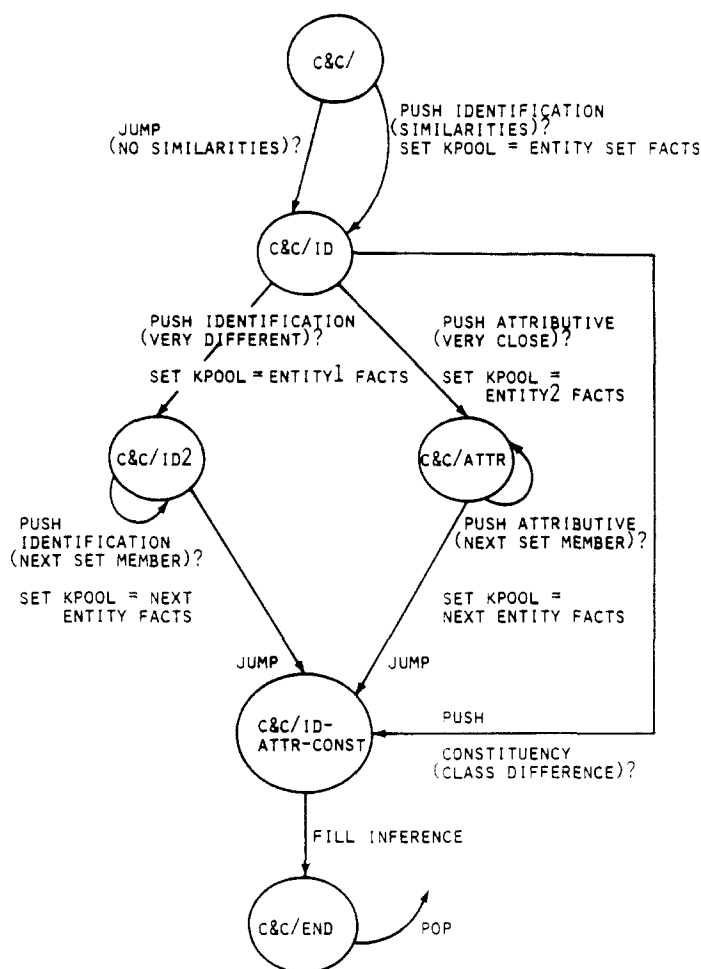 C&C/
JUMP
(NO SIMILARITIES)?
PUSH IDENTIFICATION
(SIMILARITIES)?
SET KPOOL = ENTITY SET FACTS
C&C/ID
PUSH IDENTIFICATION
(VERY DIFFERENT)?
SET KPOOL = ENTITY1 FACTS
PUSH ATTRIBUTIVE
(VERY CLOSE)?
SET KPOOL =
ENTITY2 FACTS
C&C/ID2
C&C/ATTR
PUSH
IDENTIFICATION
(NEXT SET MEMBER)?
SET KPOOL = NEXT
ENTITY FACTS
PUSH ATTRIBUTIVE
(NEXT SET MEMBER)?
SET KPOOL =
NEXT ENTITY FACTS
JUMP
JUMP
C&C/ID-
ATTR-CONST
PUSH
CONSTITUENCY
(CLASS DIFFERENCE)?
FILL INFERENCE
C&C/END
POP